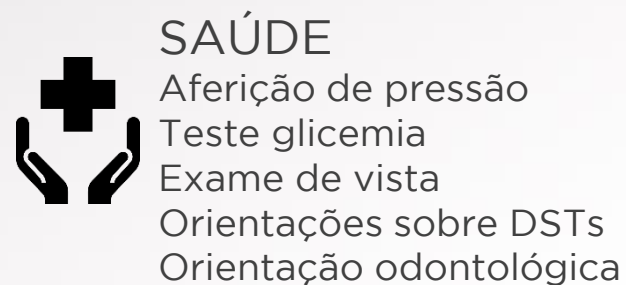 SAÚDE
Aferição de pressão
Teste glicemia
Exame de vista
Orientações sobre DSTs
Orientação odontológica